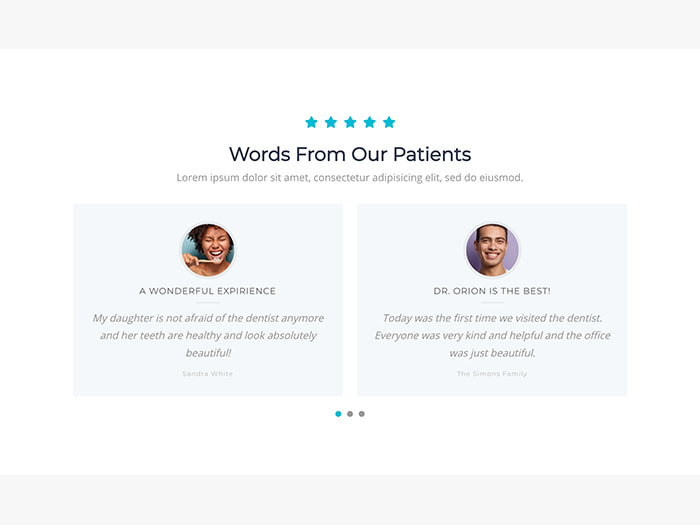 Words From Our Patients
Lorem ipsum dolor sit amet, consectetur adipisicing elit, sed do eiusmod.
A WONDERFUL EXPIRIENCE
My daughter is not afraid of the dentist anymore
and her teeth are healthy and look absolutely
beautiful!
Sandra White
DR. ORION IS THE BEST!
Today was the first time we visited the dentist.
Everyone was very kind and helpful and the office
was just beautiful.
The Simons Family